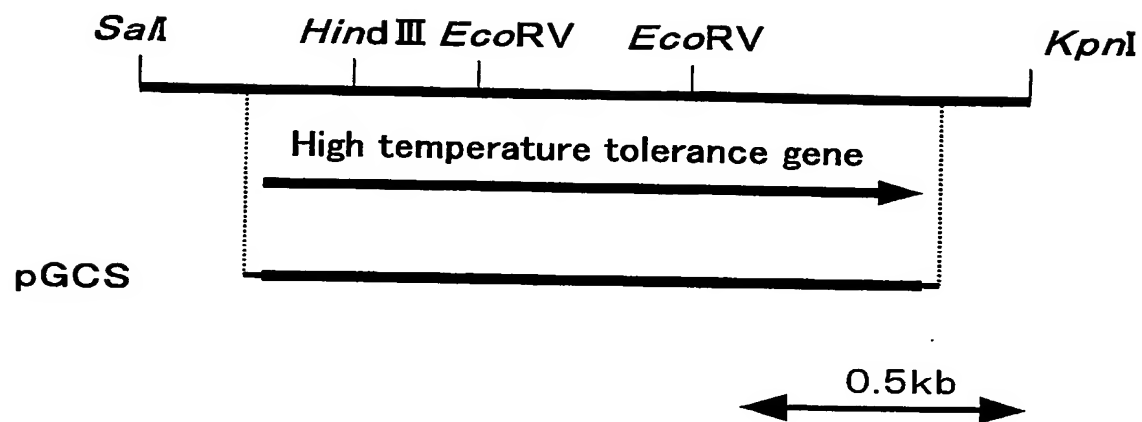 SalI HindⅢ EcoRV EcoRV KpnI
High temperature tolerance gene
pGCS
0.5kb